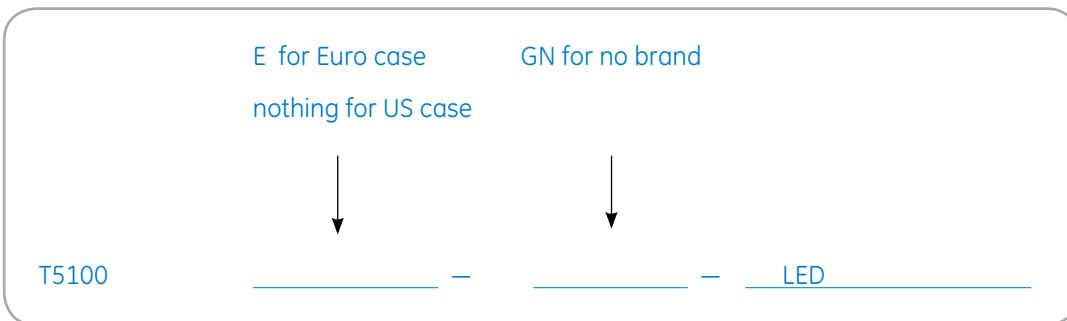 E for Euro case GN for no brand
nothing for US case
T5100 — — LED